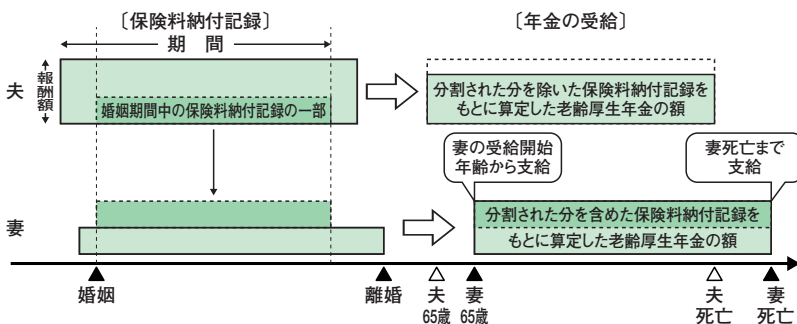 〔保険料納付記録〕
〔年金の受給〕
期　間
夫
報酬額
婚姻期間中の保険料納付記録の一部
分割された分を除いた保険料納付記録を
もとに算定した老齢厚生年金の額
妻の受給開始
年齢から支給
妻死亡まで
支給
妻
分割された分を含めた保険料納付記録を
もとに算定した老齢厚生年金の額
婚姻
離婚
夫
65歳
妻
65歳
夫
死亡
妻
死亡